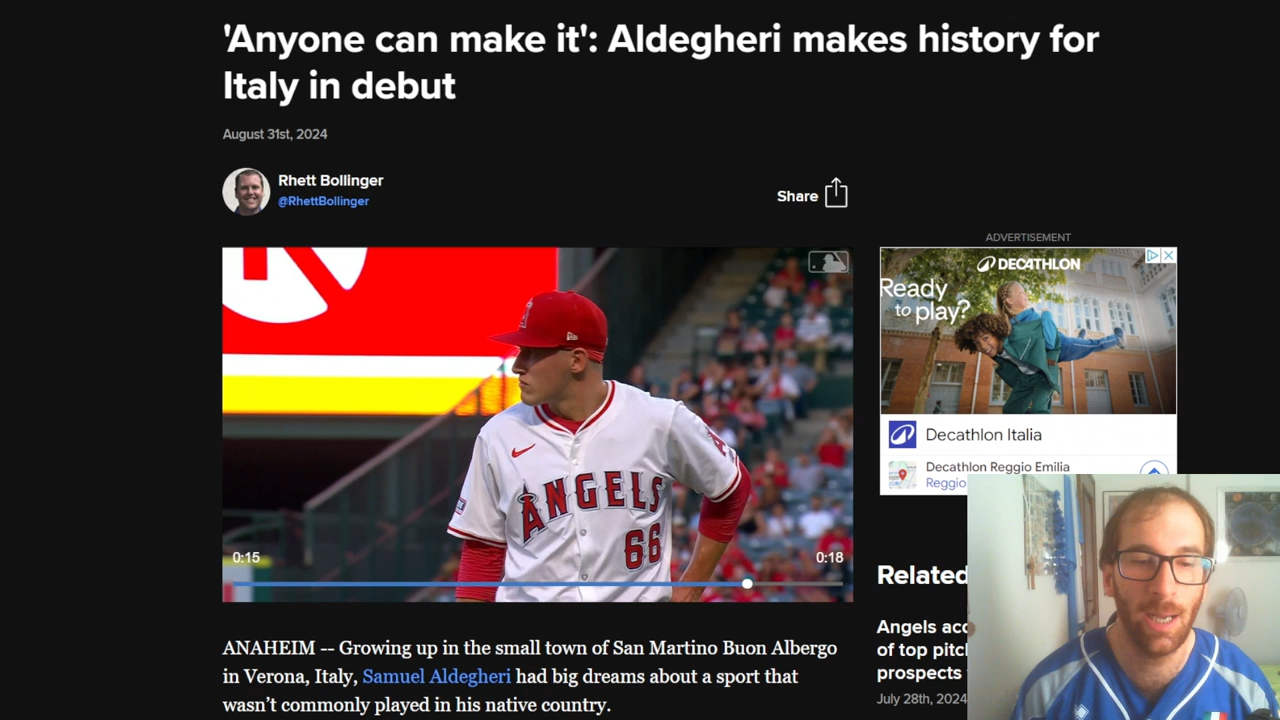 'Anyone can make it': Aldegheri makes history for
Italy in debut
August 31st, 2024
Rhett Bollinger
@RhettBollinger
Share
ADVERTISEMENT
DECATHLON
Ready
to play?
ANGELS
66
0:15
0:18
Decathlon Italia
Decathlon Reggio Emilia
Reggio
Related
Angels acq
of top pitch
prospects
July 28th, 2024
ANAHEIM -- Growing up in the small town of San Martino Buon Albergo
in Verona, Italy, Samuel Aldegheri had big dreams about a sport that
wasn't commonly played in his native country.